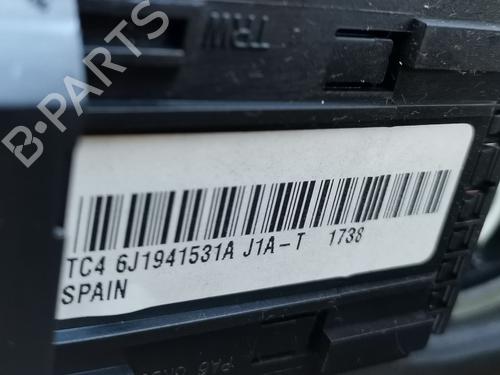 TRW
B-PARTS
TC4 6J1941531A J1A-T 1738
SPAIN